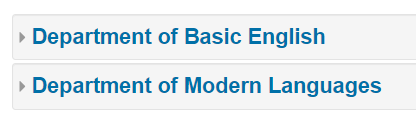 Department of Basic English
Department of Modern Languages